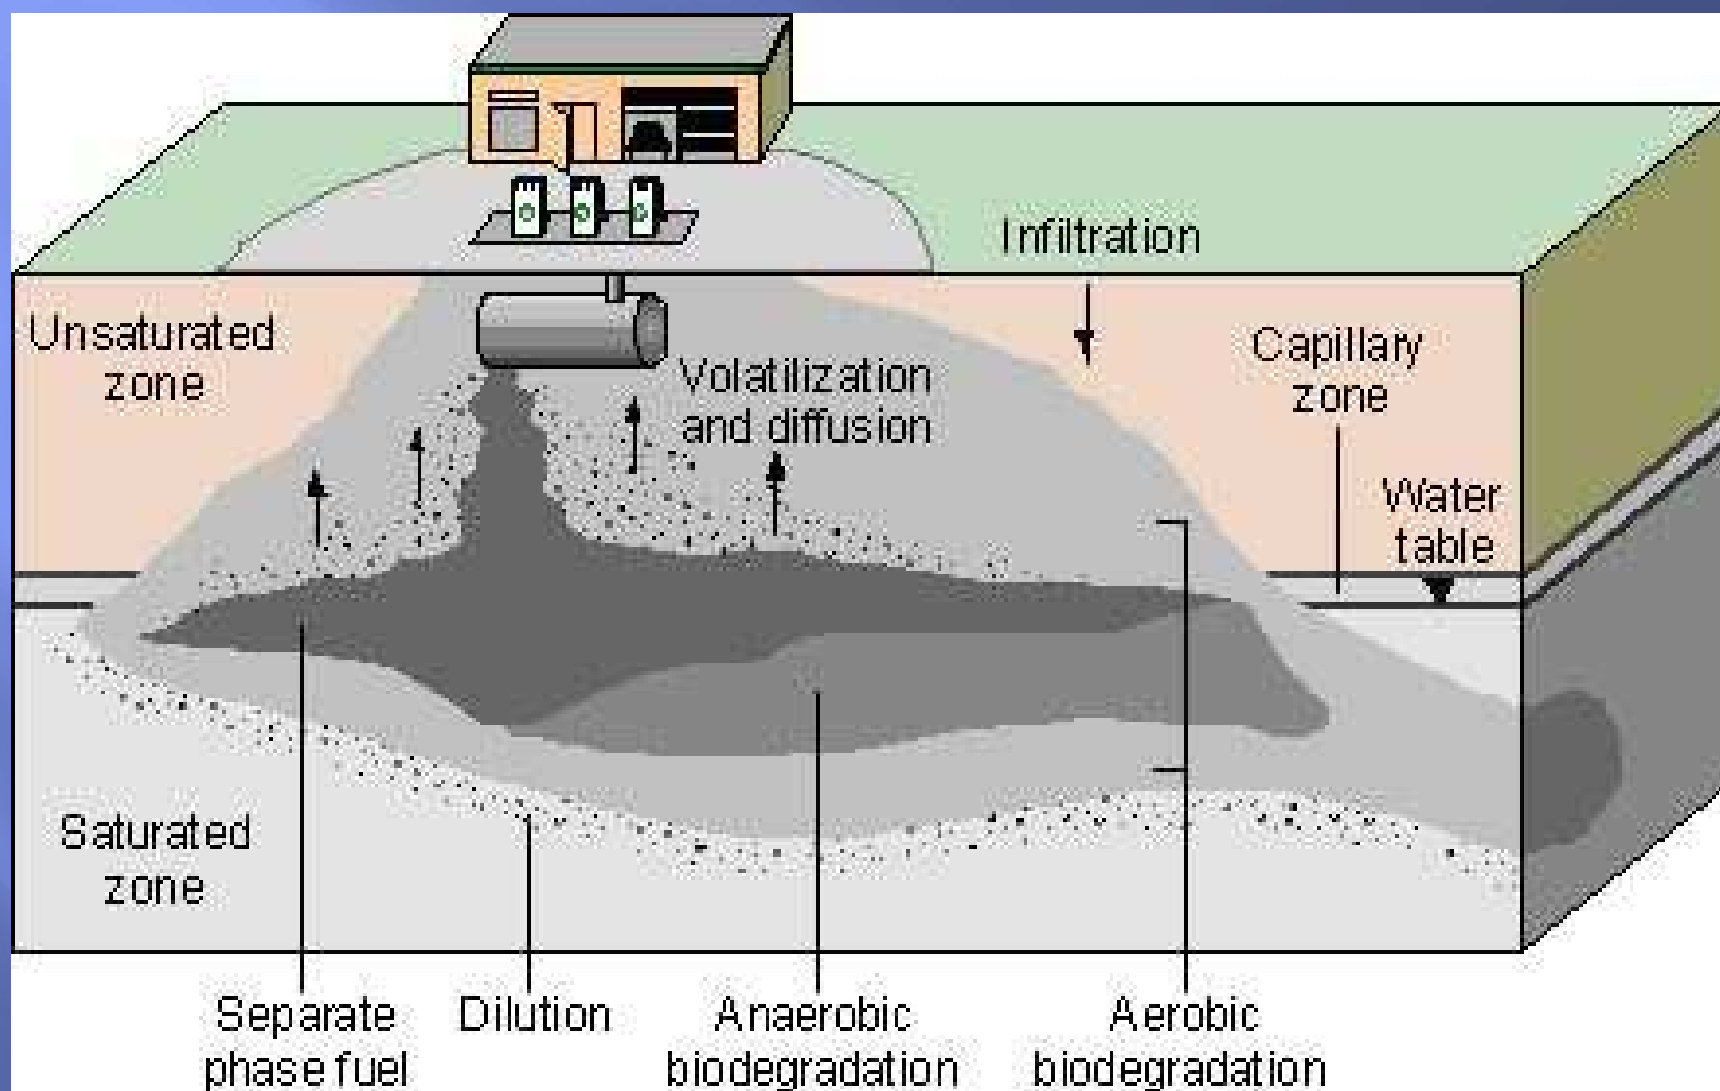 Infiltration
Unsaturated
zone
Capillary
zone
Volatilization
and diffusion
Water
table
Saturated
zone
Separate
phase fuel
Dilution
Anaerobic
biodegradation
Aerobic
biodegradation